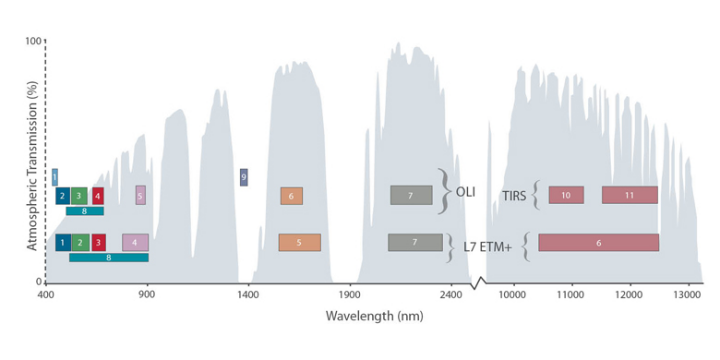 100
Atmospheric Transmission (%)
1
9
2 3 4 5 6 7 OLI TIRS 10 11
8
1 2 3 4 5 7 L7 ETM+ 6
8
0
400 900 1400 1900 2400 10000 11000 12000 13000
Wavelength (nm)